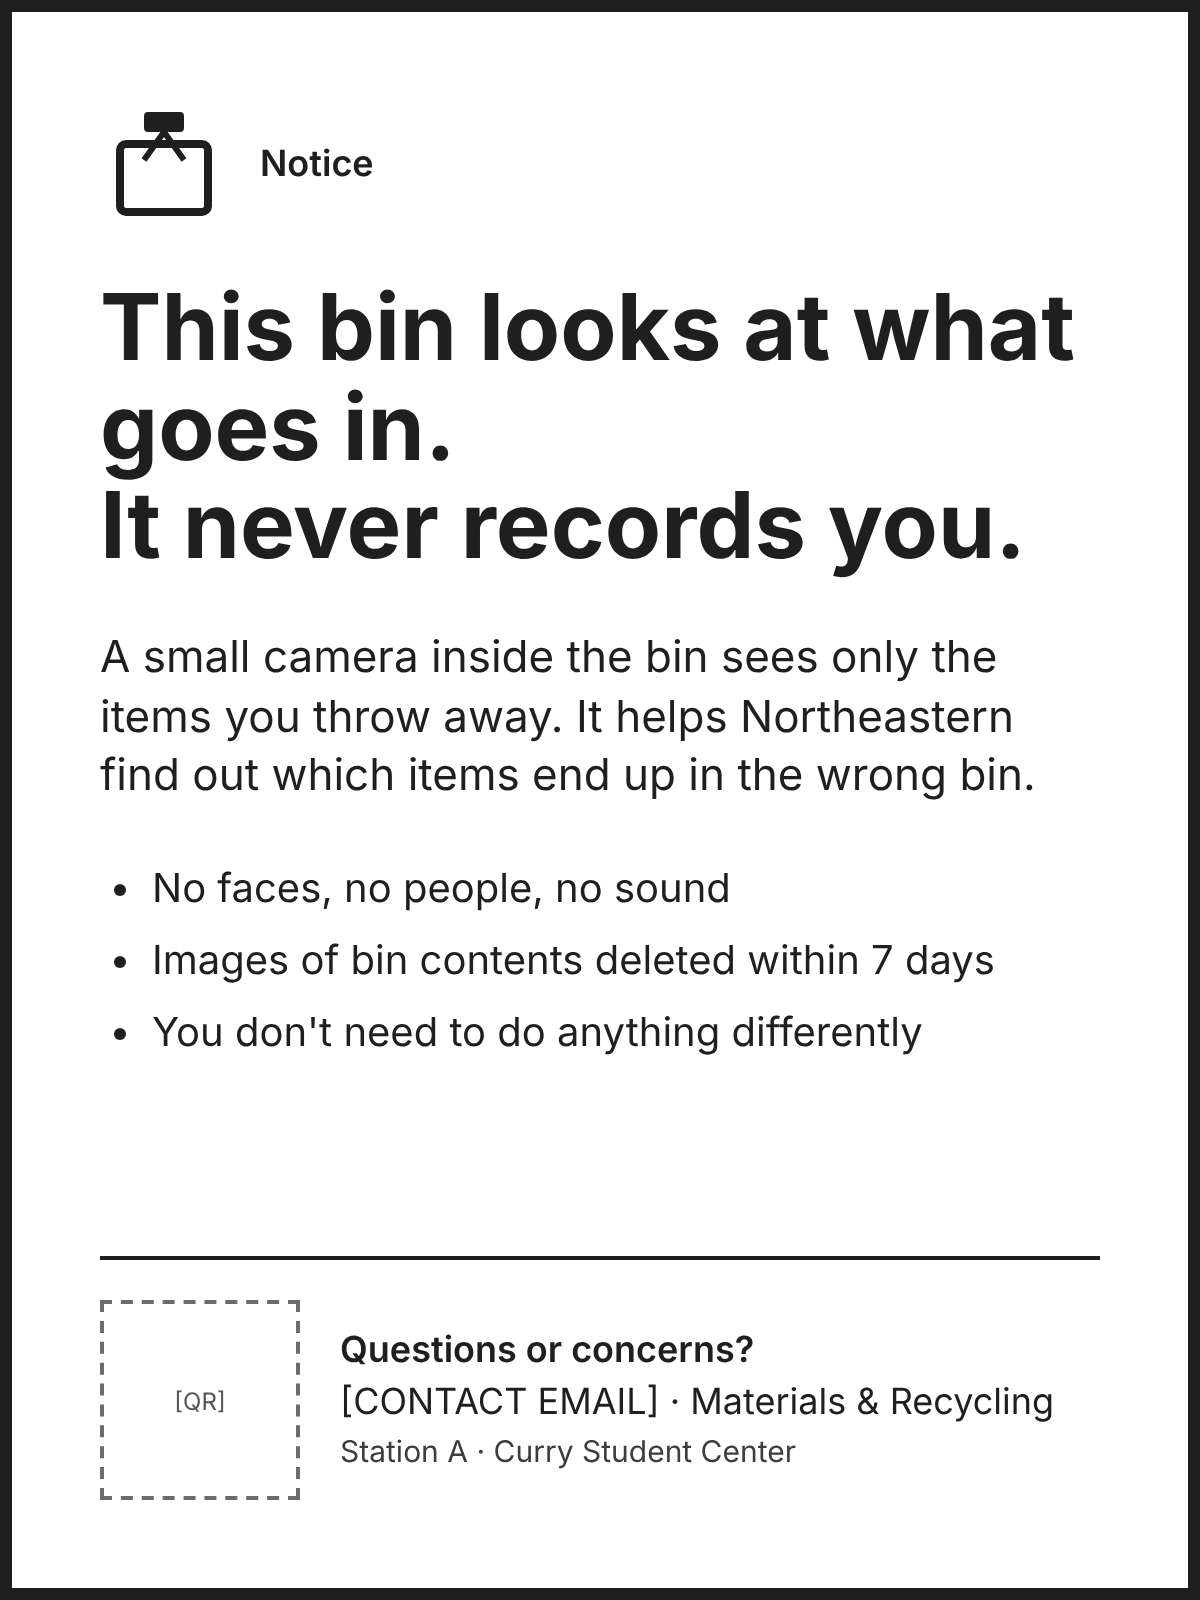 Notice
This bin looks at what
goes in.
It never records you.
A small camera inside the bin sees only the
items you throw away. It helps Northeastern
find out which items end up in the wrong bin.
• No faces, no people, no sound
• Images of bin contents deleted within 7 days
• You don't need to do anything differently
[QR]
Questions or concerns?
[CONTACT EMAIL] · Materials & Recycling
Station A · Curry Student Center